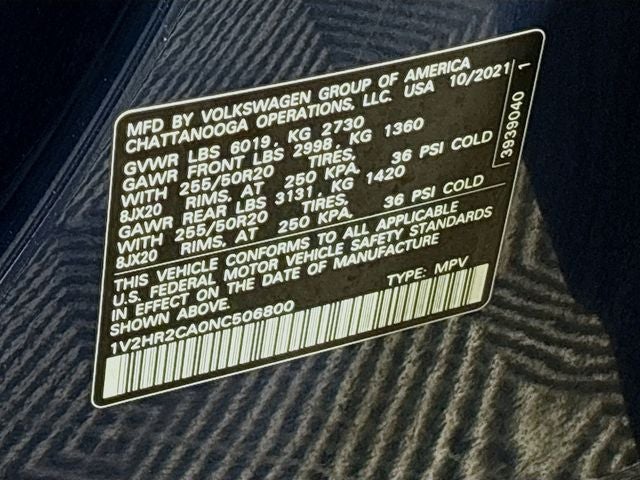 MFD BY VOLKSWAGEN GROUP OF AMERICA
CHATTANOOGA OPERATIONS, LLC. USA 10/2021
GVWR LBS 6019, KG 2730
GAWR FRONT LBS 2998, KG 1360
WITH 255/50R20 TIRES,
8JX20 RIMS, AT 250 KPA, 36 PSI COLD
GAWR REAR LBS 3131, KG 1420
WITH 255/50R20 TIRES,
8JX20 RIMS, AT 250 KPA, 36 PSI COLD
THIS VEHICLE CONFORMS TO ALL APPLICABLE
U.S. FEDERAL MOTOR VEHICLE SAFETY STANDARDS
IN EFFECT ON THE DATE OF MANUFACTURE
SHOWN ABOVE. TYPE: MPV
1V2HR2CA0NC506800
3939040 1